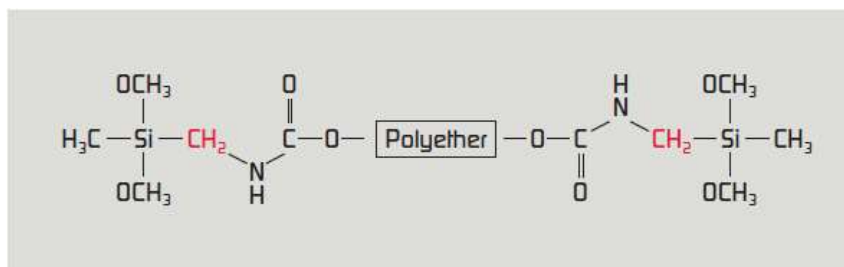 OCH₃ O H OCH₃
N
H₃C—Si—CH₂ C—O— Polyether —O—C CH₂—Si—CH₃
N
OCH₃ H O OCH₃